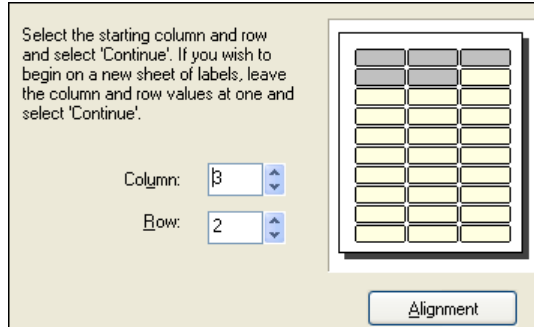 Select the starting column and row
and select 'Continue'. If you wish to
begin on a new sheet of labels, leave
the column and row values at one and
select 'Continue'.
Column: 3
Row: 2
Alignment